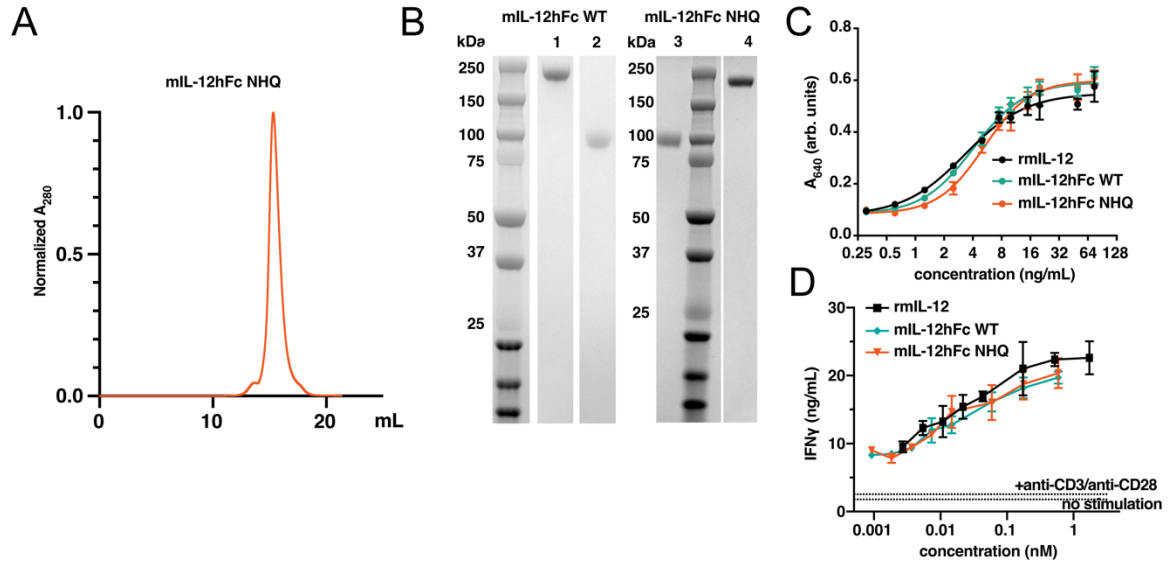 A
mIL-12hFc NHQ
1.0
0.5
0.0
Normalized A280
0
10
20
mL
B
mIL-12hFc WT
mIL-12hFc NHQ
kDa
1
2
kDa
3
4
250
150
100
75
50
37
25
250
150
100
75
50
37
25
C
0.8
0.6
0.4
0.2
0.0
A640 (arb. units)
rmIL-12
mIL-12hFc WT
mIL-12hFc NHQ
0.25 0.5 1 2 4 8 16 32 64 128
concentration (ng/mL)
D
30
20
10
0
IFNγ (ng/mL)
rmIL-12
mIL-12hFc WT
mIL-12hFc NHQ
+anti-CD3/anti-CD28
no stimulation
0.001 0.01 0.1 1
concentration (nM)